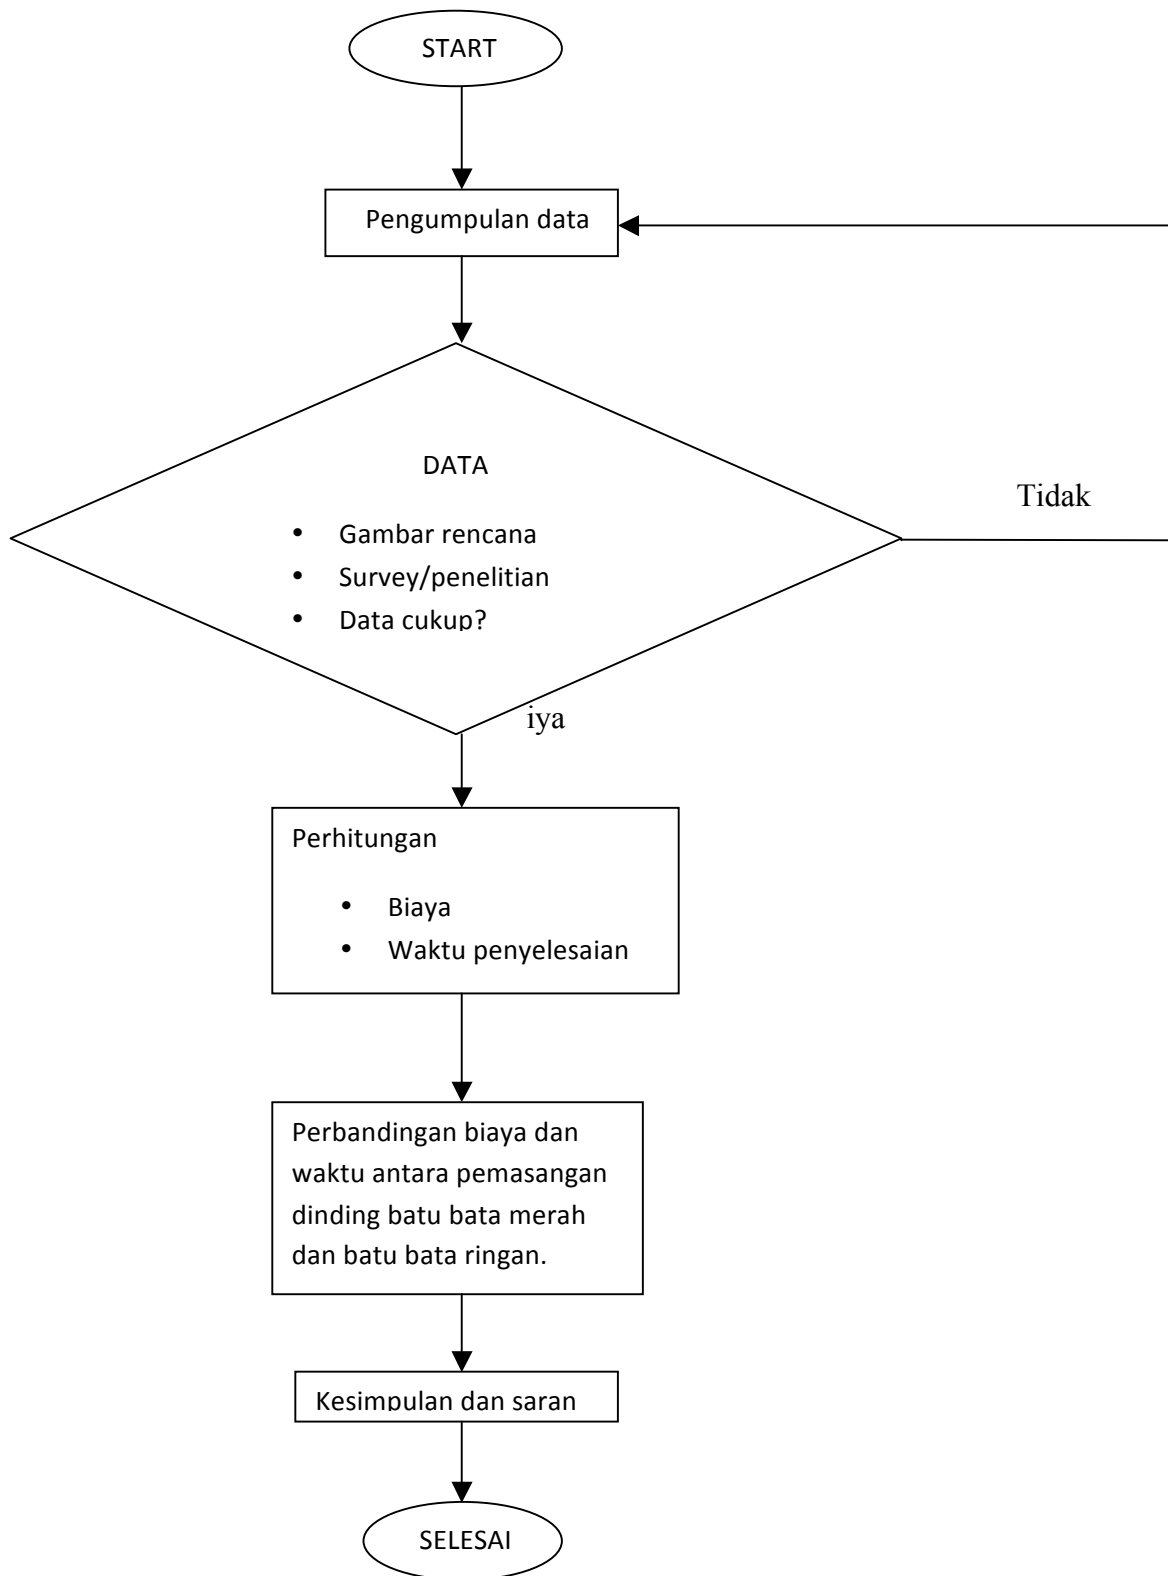 START
Pengumpulan data
DATA
• Gambar rencana
• Survey/penelitian
• Data cukup?
Tidak
iya
Perhitungan
• Biaya
• Waktu penyelesaian
Perbandingan biaya dan
waktu antara pemasangan
dinding batu bata merah
dan batu bata ringan.
Kesimpulan dan saran
SELESAI